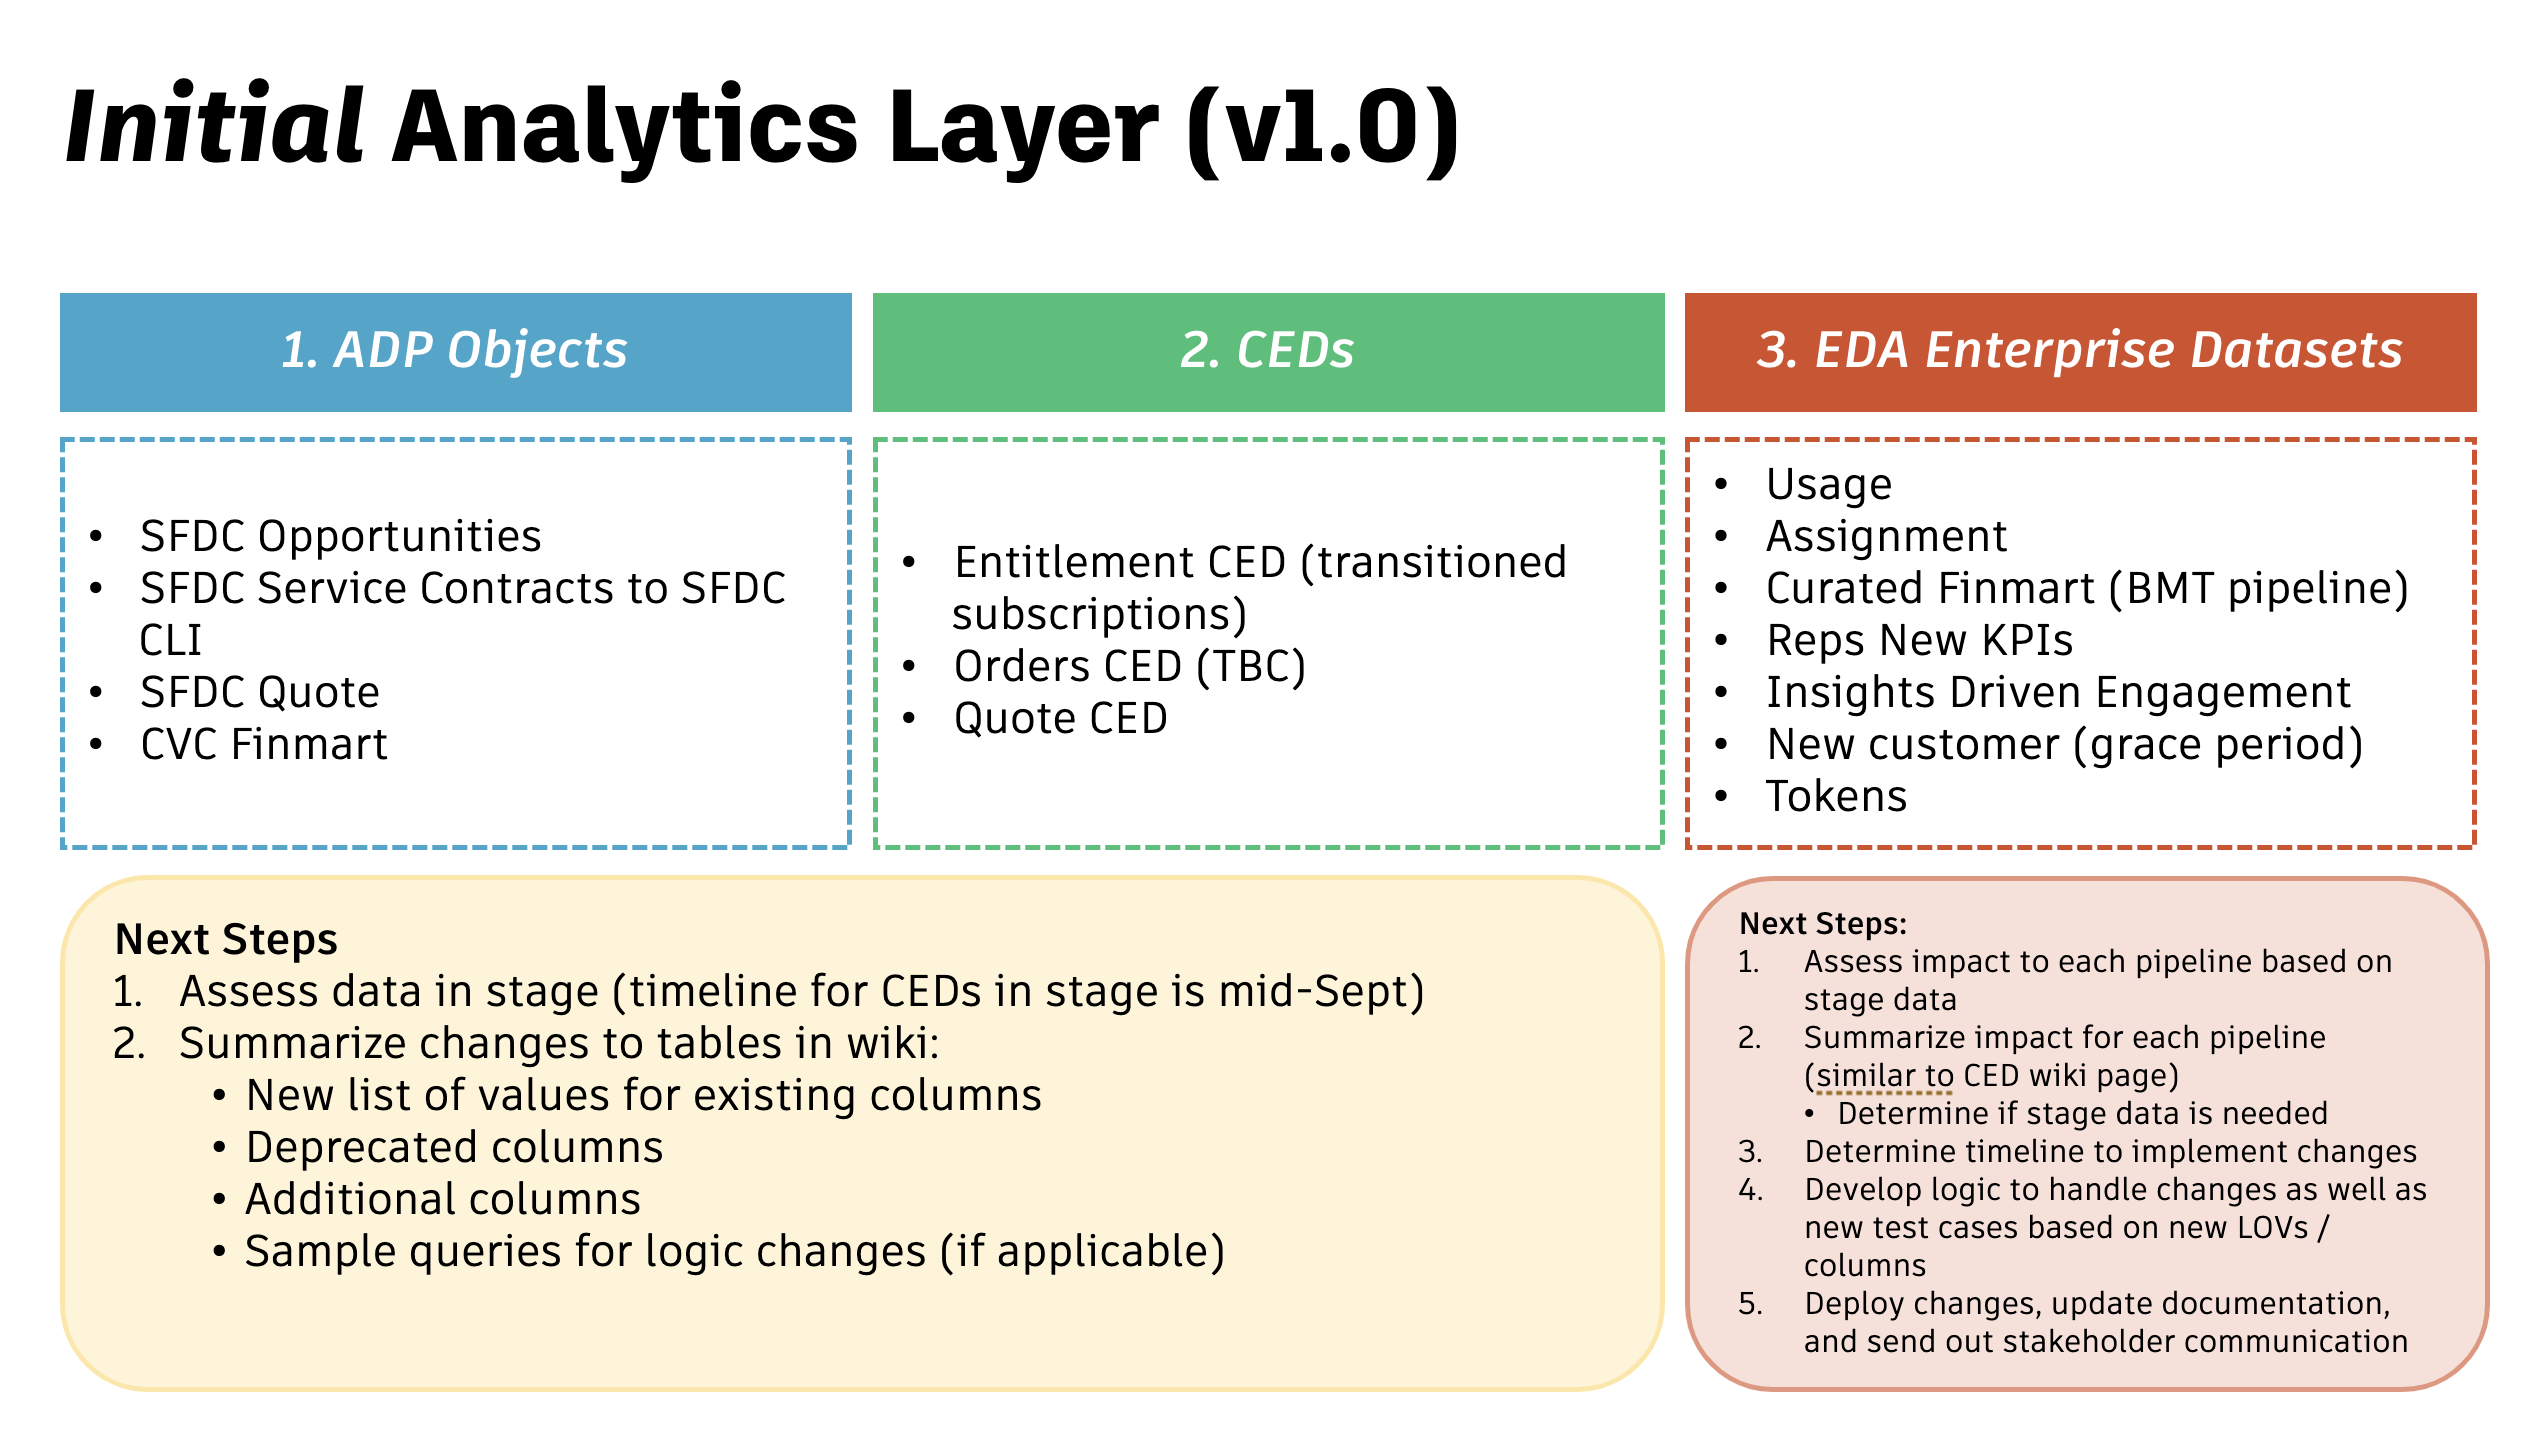 Initial Analytics Layer (v1.0)
1. ADP Objects
• SFDC Opportunities
• SFDC Service Contracts to SFDC
CLI
• SFDC Quote
• CVC Finmart
2. CEDs
• Entitlement CED (transitioned
subscriptions)
• Orders CED (TBC)
• Quote CED
3. EDA Enterprise Datasets
• Usage
• Assignment
• Curated Finmart (BMT pipeline)
• Reps New KPIs
• Insights Driven Engagement
• New customer (grace period)
• Tokens
Next Steps
1. Assess data in stage (timeline for CEDs in stage is mid-Sept)
2. Summarize changes to tables in wiki:
• New list of values for existing columns
• Deprecated columns
• Additional columns
• Sample queries for logic changes (if applicable)
Next Steps:
1. Assess impact to each pipeline based on
stage data
2. Summarize impact for each pipeline
(similar to CED wiki page)
• Determine if stage data is needed
3. Determine timeline to implement changes
4. Develop logic to handle changes as well as
new test cases based on new LOVs /
columns
5. Deploy changes, update documentation,
and send out stakeholder communication